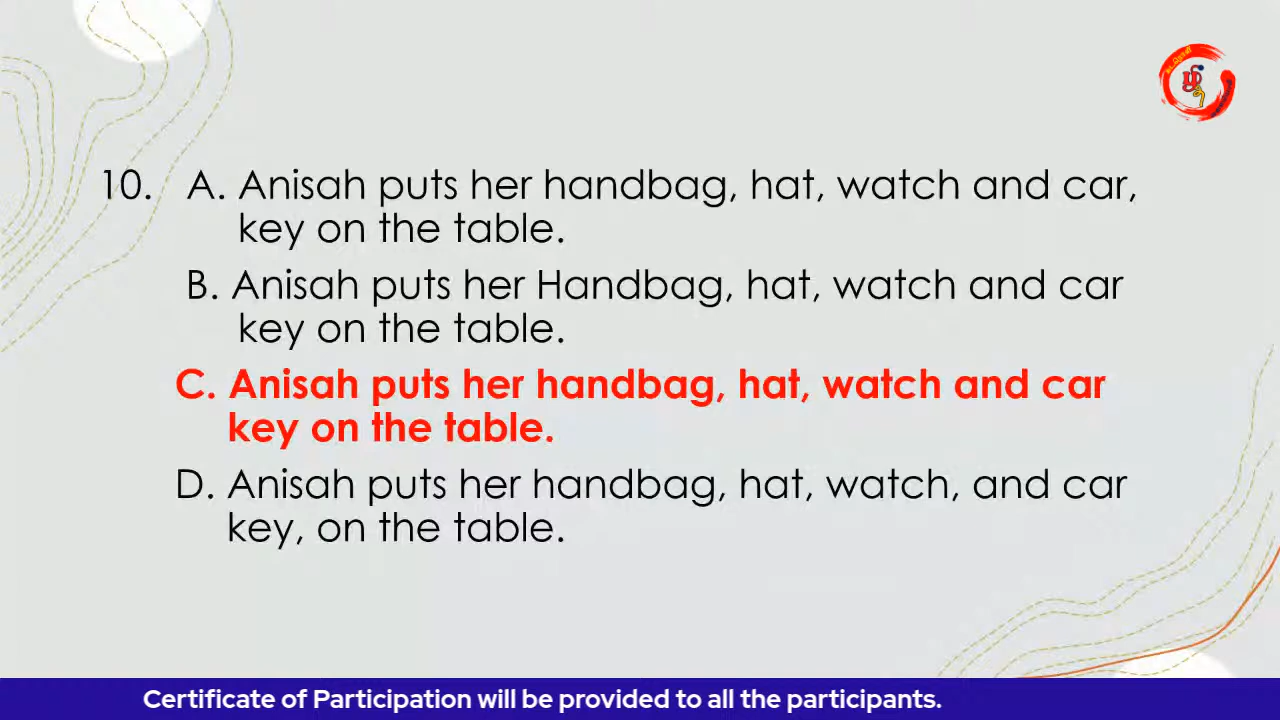 10. A. Anisah puts her handbag, hat, watch and car,
key on the table.
B. Anisah puts her Handbag, hat, watch and car
key on the table.
C. Anisah puts her handbag, hat, watch and car
key on the table.
D. Anisah puts her handbag, hat, watch, and car
key, on the table.
Certificate of Participation will be provided to all the participants.